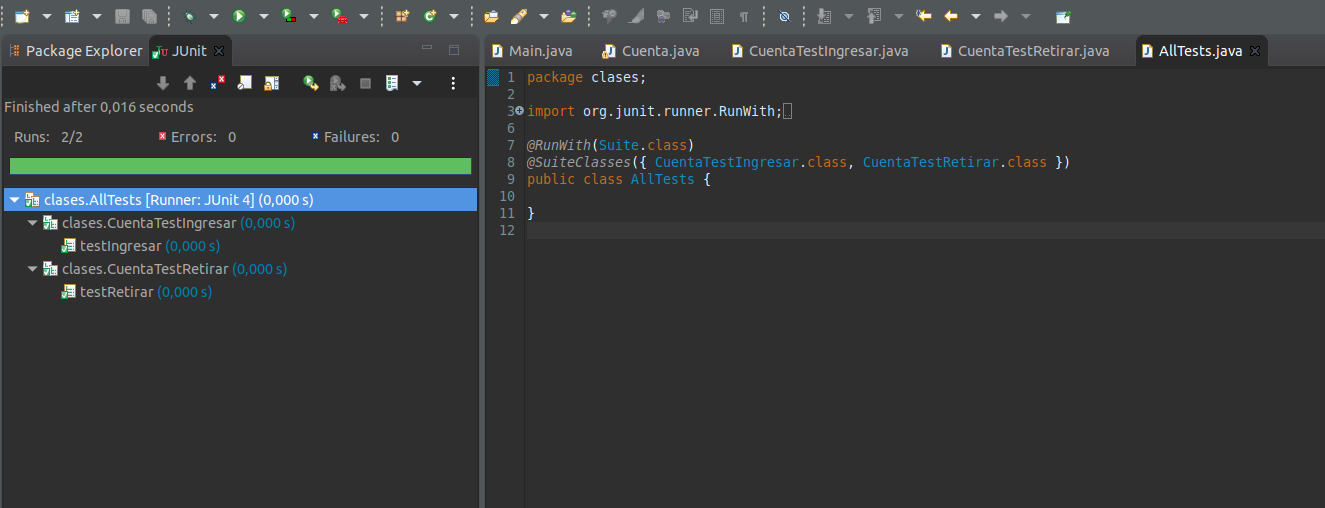 Package Explorer JUnit
Finished after 0,016 seconds
Runs: 2/2 Errors: 0 Failures: 0
clases.AllTests [Runner: JUnit 4] (0,000 s)
clases.CuentaTestIngresar (0,000 s)
testIngresar (0,000 s)
clases.CuentaTestRetirar (0,000 s)
testRetirar (0,000 s)
Main.java Cuenta.java CuentaTestIngresar.java CuentaTestRetirar.java AllTests.java
1 package clases;
2
3 import org.junit.runner.RunWith;
6
7 @RunWith(Suite.class)
8 @SuiteClasses({ CuentaTestIngresar.class, CuentaTestRetirar.class })
9 public class AllTests {
10
11 }
12